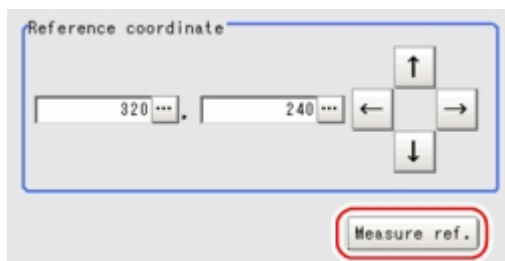 Reference coordinate
↑
320 ... , 240 ... ← →
↓
Measure ref.